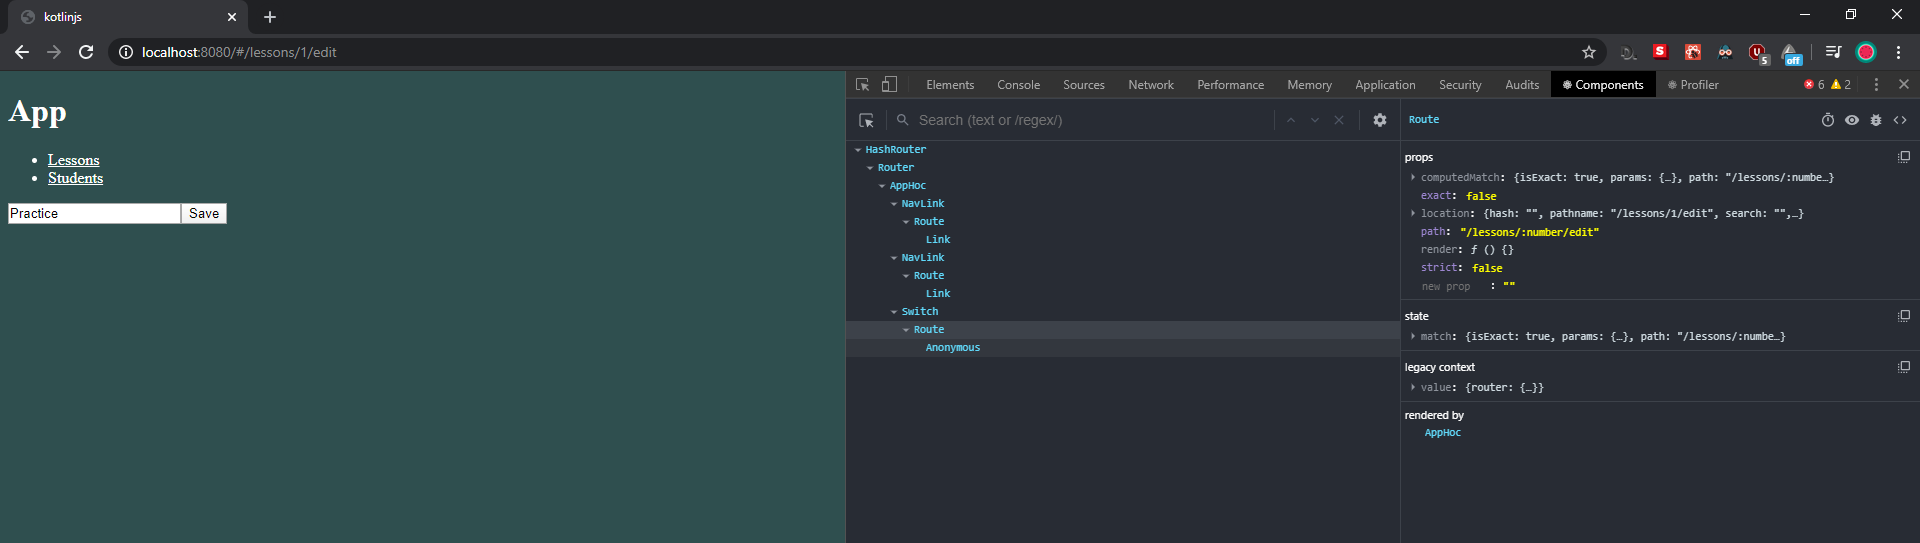 kotlinjs
localhost:8080/#/lessons/1/edit
S
U
5
off
App
Lessons
Students
Practice Save
Elements Console Sources Network Performance Memory Application Security Audits Components Profiler 6 2
Search (text or /regex/)
HashRouter
Router
AppHoc
NavLink
Route
Link
NavLink
Route
Link
Switch
Route
Anonymous
Route
props
computedMatch: {isExact: true, params: {…}, path: "/lessons/:numbe…}
exact: false
location: {hash: "", pathname: "/lessons/1/edit", search: "",…}
path: "/lessons/:number/edit"
render: ƒ () {}
strict: false
new prop : ""
state
match: {isExact: true, params: {…}, path: "/lessons/:numbe…}
legacy context
value: {router: {…}}
rendered by
AppHoc